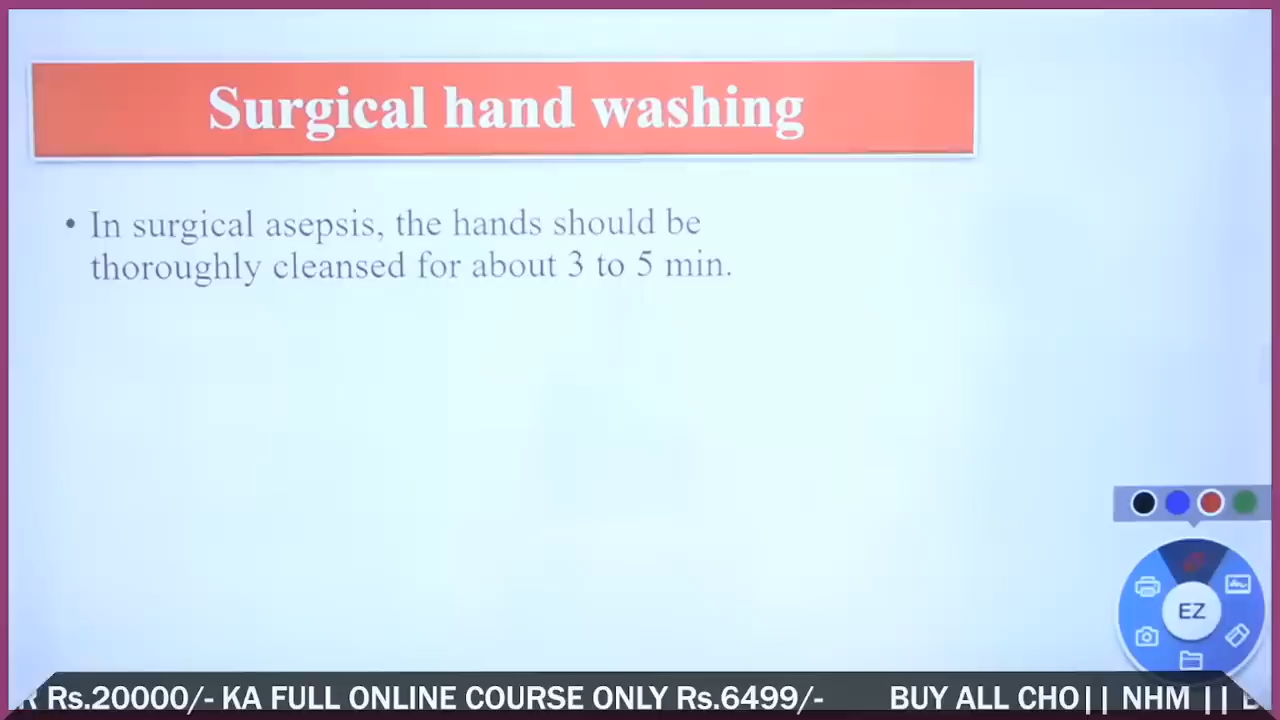 Surgical hand washing
• In surgical asepsis, the hands should be
thoroughly cleansed for about 3 to 5 min.
EZ
Rs.20000/- KA FULL ONLINE COURSE ONLY Rs.6499/- BUY ALL CHO|| NHM ||